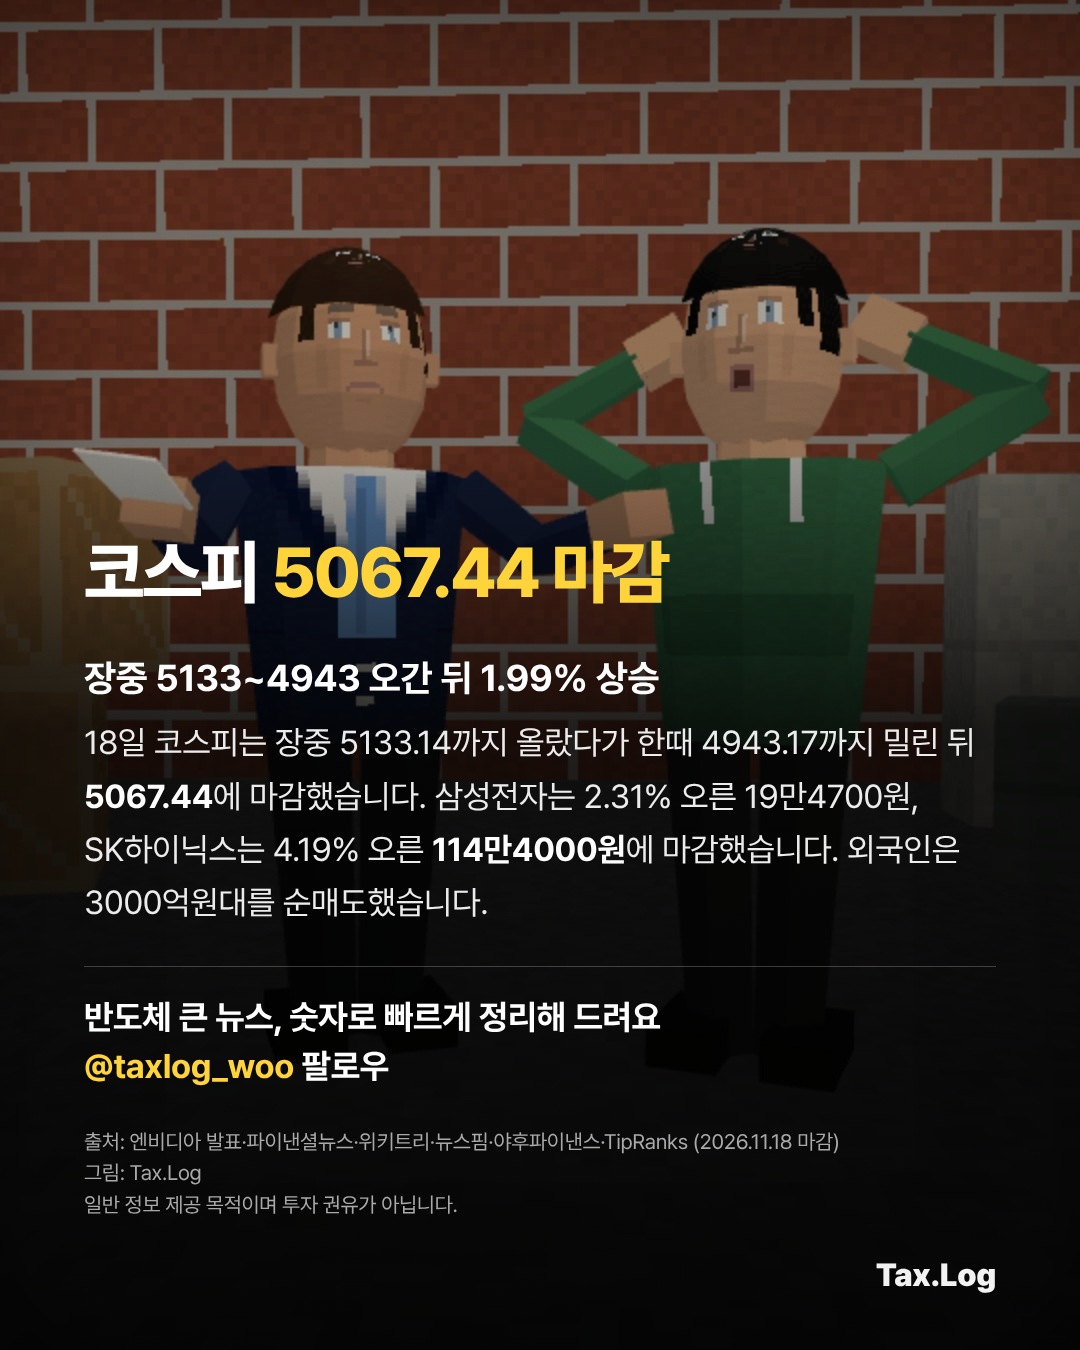 코스피 5067.44 마감
장중 5133~4943 오간 뒤 1.99% 상승
18일 코스피는 장중 5133.14까지 올랐다가 한때 4943.17까지 밀린 뒤
5067.44에 마감했습니다. 삼성전자는 2.31% 오른 19만4700원,
SK하이닉스는 4.19% 오른 114만4000원에 마감했습니다. 외국인은
3000억원대를 순매도했습니다.
반도체 큰 뉴스, 숫자로 빠르게 정리해 드려요
@taxlog_woo 팔로우
출처: 엔비디아 발표·파이낸셜뉴스·위키트리·뉴스핌·야후파이낸스·TipRanks (2026.11.18 마감)
그림: Tax.Log
일반 정보 제공 목적이며 투자 권유가 아닙니다.
Tax.Log